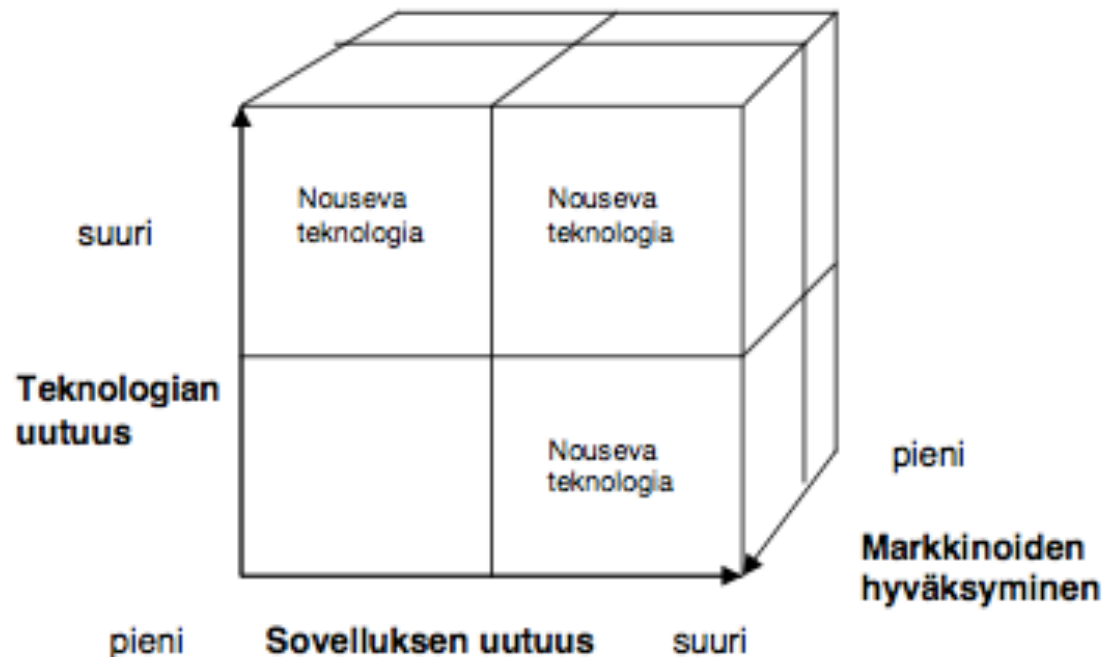 Nouseva
teknologia
Nouseva
teknologia
suuri
Teknologian
uutuus
Nouseva
teknologia
pieni
Markkinoiden
hyväksyminen
pieni Sovelluksen uutuus suuri